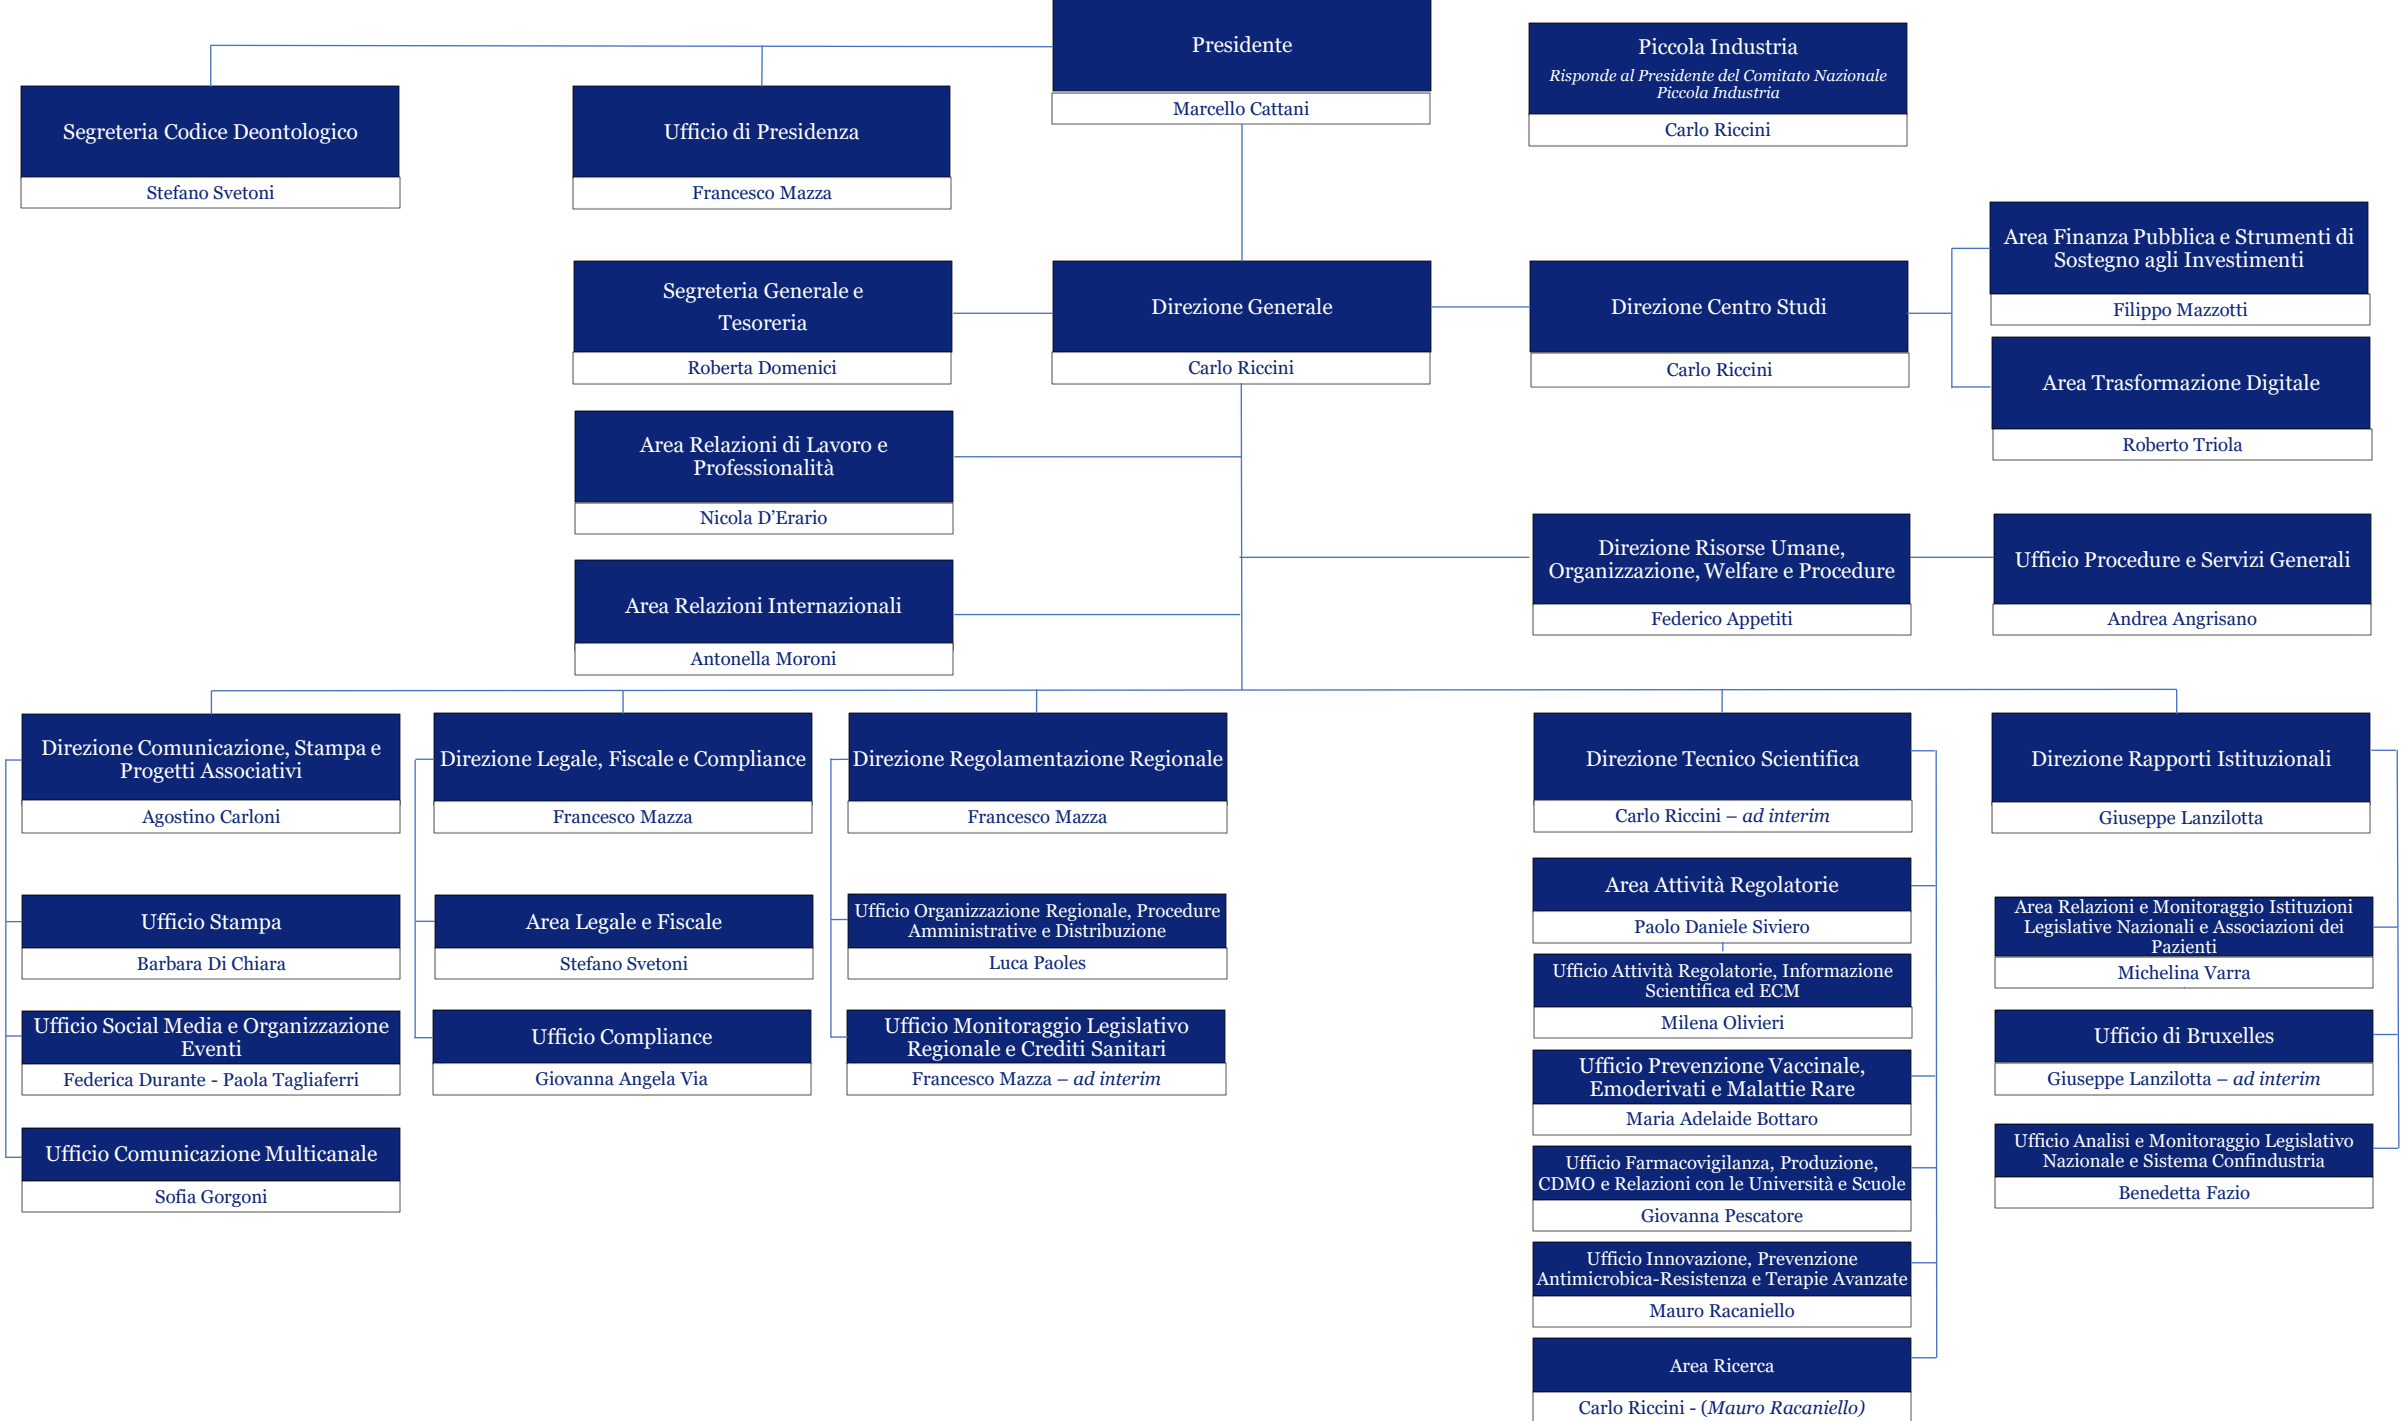 Presidente
Marcello Cattani
Piccola Industria
Risponde al Presidente del Comitato Nazionale
Piccola Industria
Carlo Riccini
Segreteria Codice Deontologico
Stefano Svetoni
Ufficio di Presidenza
Francesco Mazza
Segreteria Generale e
Tesoreria
Roberta Domenici
Direzione Generale
Carlo Riccini
Direzione Centro Studi
Carlo Riccini
Area Finanza Pubblica e Strumenti di
Sostegno agli Investimenti
Filippo Mazzotti
Area Trasformazione Digitale
Roberto Triola
Area Relazioni di Lavoro e
Professionalità
Nicola D’Erario
Area Relazioni Internazionali
Antonella Moroni
Direzione Risorse Umane,
Organizzazione, Welfare e Procedure
Federico Appetiti
Ufficio Procedure e Servizi Generali
Andrea Angrisano
Direzione Comunicazione, Stampa e
Progetti Associativi
Agostino Carloni
Ufficio Stampa
Barbara Di Chiara
Ufficio Social Media e Organizzazione
Eventi
Federica Durante - Paola Tagliaferri
Ufficio Comunicazione Multicanale
Sofia Gorgoni
Direzione Legale, Fiscale e Compliance
Francesco Mazza
Area Legale e Fiscale
Stefano Svetoni
Ufficio Compliance
Giovanna Angela Via
Direzione Regolamentazione Regionale
Francesco Mazza
Ufficio Organizzazione Regionale, Procedure
Amministrative e Distribuzione
Luca Paoles
Ufficio Monitoraggio Legislativo
Regionale e Crediti Sanitari
Francesco Mazza – ad interim
Direzione Tecnico Scientifica
Carlo Riccini – ad interim
Area Attività Regolatorie
Paolo Daniele Siviero
Ufficio Attività Regolatorie, Informazione
Scientifica ed ECM
Milena Olivieri
Ufficio Prevenzione Vaccinale,
Emoderivati e Malattie Rare
Maria Adelaide Bottaro
Ufficio Farmacovigilanza, Produzione,
CDMO e Relazioni con le Università e Scuole
Giovanna Pescatore
Ufficio Innovazione, Prevenzione
Antimicrobica-Resistenza e Terapie Avanzate
Mauro Racaniello
Area Ricerca
Carlo Riccini - (Mauro Racaniello)
Direzione Rapporti Istituzionali
Giuseppe Lanzilotta
Area Relazioni e Monitoraggio Istituzioni
Legislative Nazionali e Associazioni dei
Pazienti
Michelina Varra
Ufficio di Bruxelles
Giuseppe Lanzilotta – ad interim
Ufficio Analisi e Monitoraggio Legislativo
Nazionale e Sistema Confindustria
Benedetta Fazio